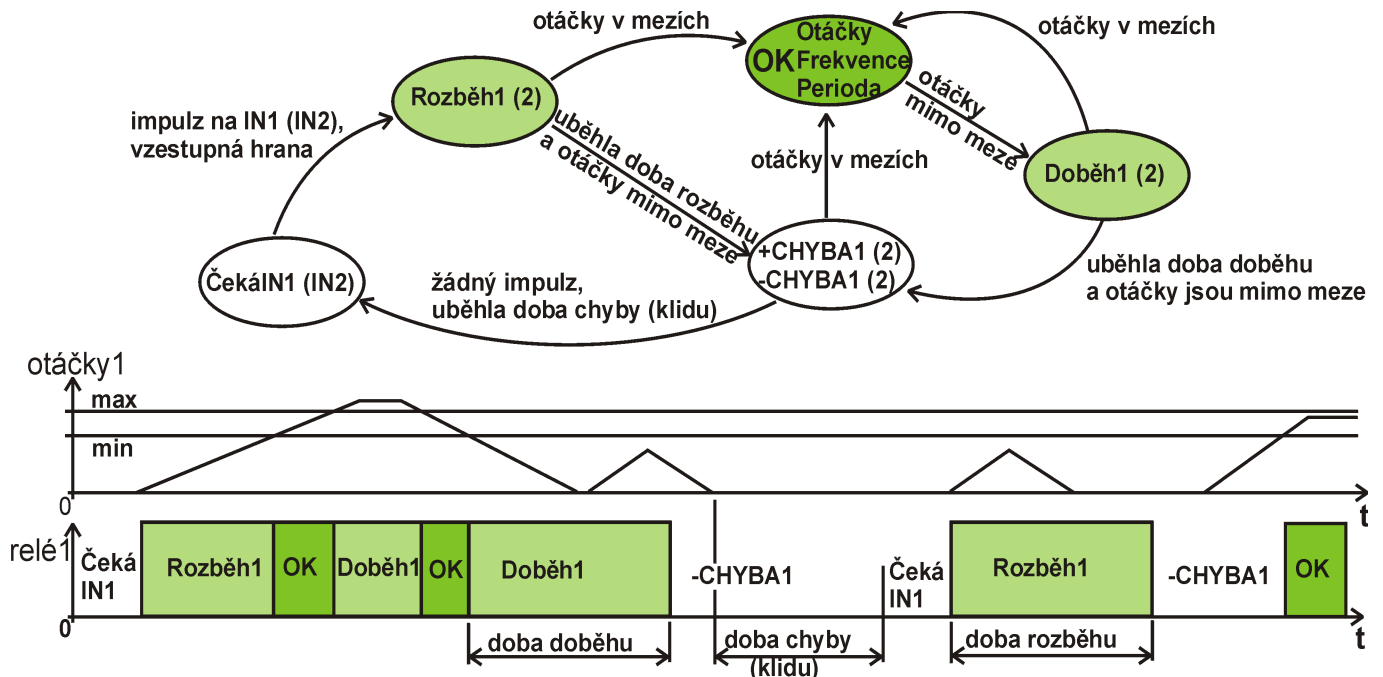 otáčky v mezích
Otáčky
OK Frekvence
Perioda
otáčky v mezích
Rozběh1 (2)
otáčky
mimo meze
impulz na IN1 (IN2),
vzestupná hrana
uběhla doba rozběhu
a otáčky mimo meze
otáčky v mezích
Doběh1 (2)
ČekáIN1 (IN2)
+CHYBA1 (2)
-CHYBA1 (2)
žádný impulz,
uběhla doba chyby (klidu)
uběhla doba doběhu
a otáčky jsou mimo meze
otáčky1
max
min
0
t
relé1
Čeká
IN1
Rozběh1
OK
Doběh1
OK
Doběh1
-CHYBA1
Čeká
IN1
Rozběh1
-CHYBA1
OK
0
t
doba doběhu
doba chyby
(klidu)
doba rozběhu